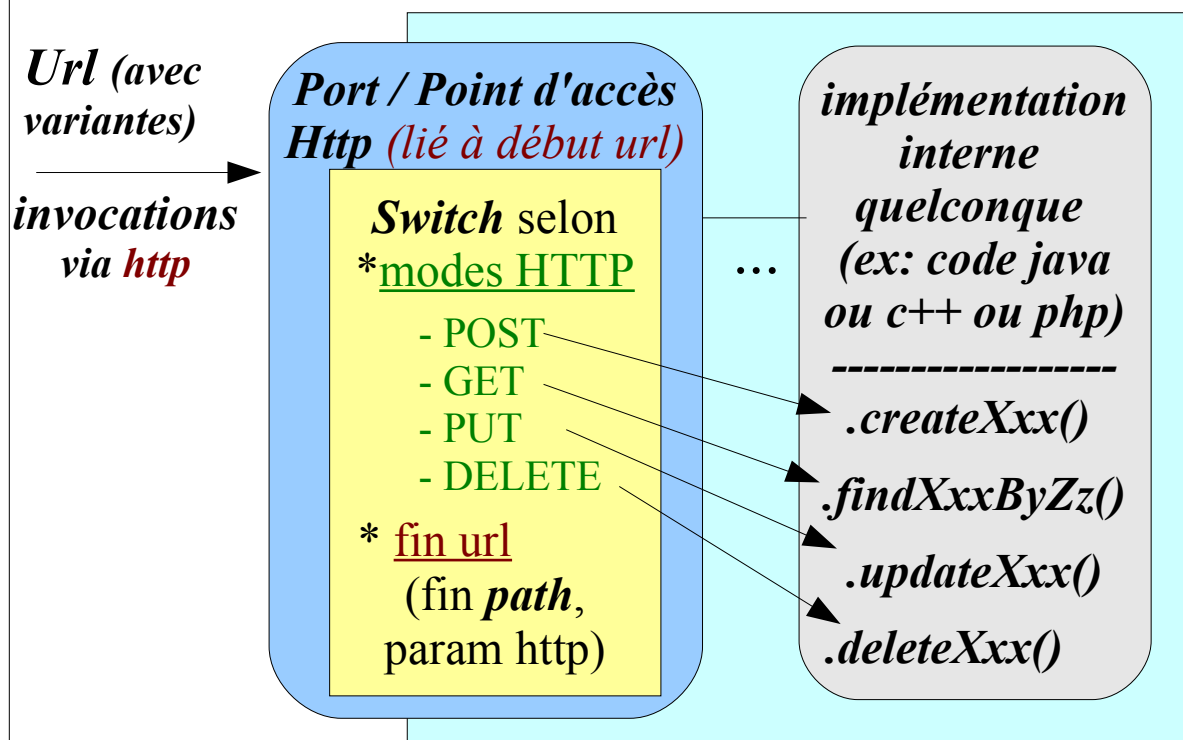 Url (avec
variantes)
invocations
via http
Port / Point d'accès
Http (lié à début url)
Switch selon
*modes HTTP
- POST
- GET
- PUT
- DELETE
* fin url
(fin path,
param http)
...
implémentation
interne
quelconque
(ex: code java
ou c++ ou php)
------------------
.createXxx()
.findXxxByZz()
.updateXxx()
.deleteXxx()